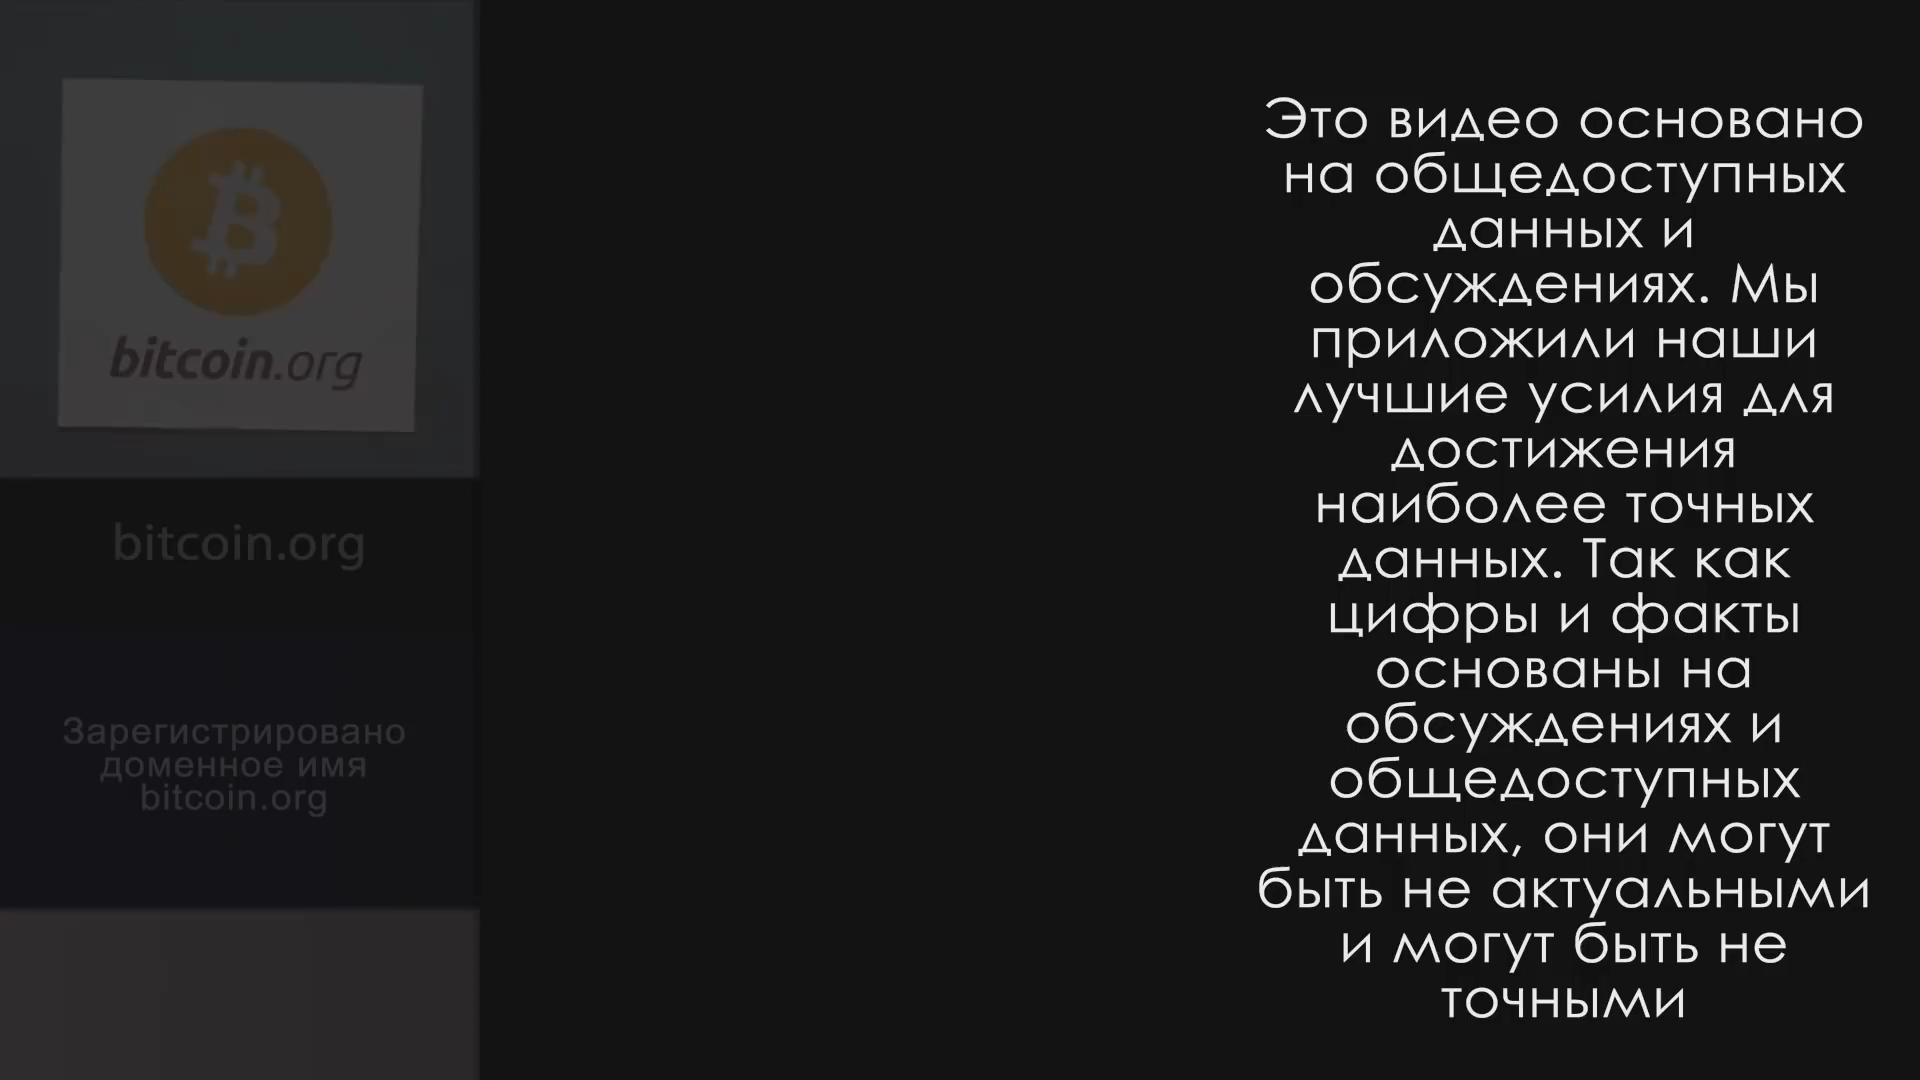 bitcoin.org
bitcoin.org
Зарегистрировано
доменное имя
bitcoin.org
Это видео основано
на общедоступных
данных и
обсуждениях. Мы
приложили наши
лучшие усилия для
достижения
наиболее точных
данных. Так как
цифры и факты
основаны на
обсуждениях и
общедоступных
данных, они могут
быть не актуальными
и могут быть не
точными